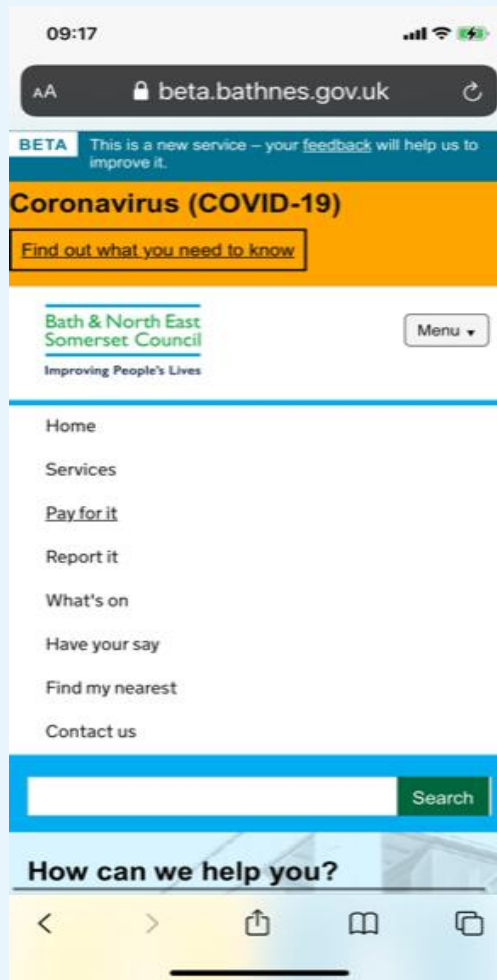 09:17
AA beta.bathnes.gov.uk
BETA This is a new service – your feedback will help us to
improve it.
Coronavirus (COVID-19)
Find out what you need to know
Bath & North East
Somerset Council
Improving People's Lives
Menu
Home
Services
Pay for it
Report it
What's on
Have your say
Find my nearest
Contact us
Search
How can we help you?